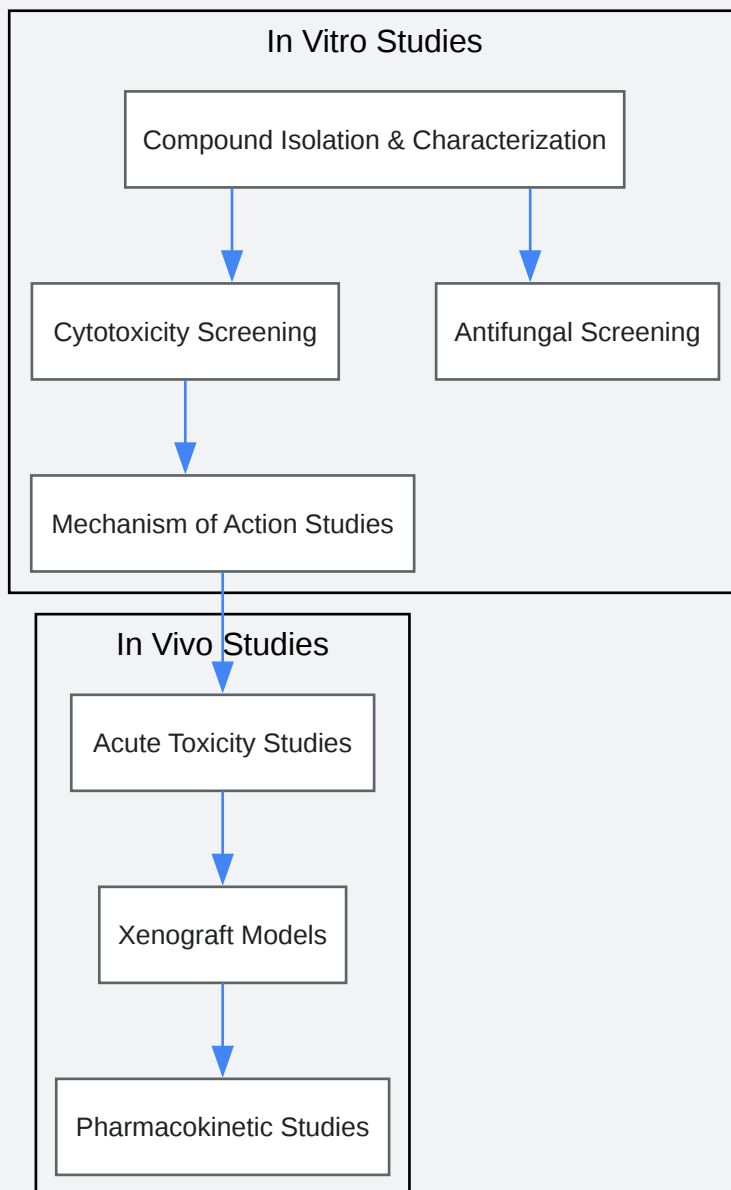 In Vitro Studies
Compound Isolation & Characterization
Cytotoxicity Screening
Antifungal Screening
Mechanism of Action Studies
In Vivo Studies
Acute Toxicity Studies
Xenograft Models
Pharmacokinetic Studies